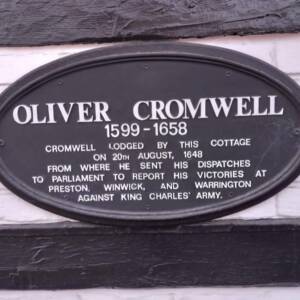 OLIVER CROMWELL
1599-1658
CROMWELL LODGED BY THIS COTTAGE
ON 20TH AUGUST, 1648
FROM WHERE HE SENT HIS DISPATCHES
TO PARLIAMENT TO REPORT HIS VICTORIES AT
PRESTON, WINWICK, AND WARRINGTON
AGAINST KING CHARLES' ARMY.